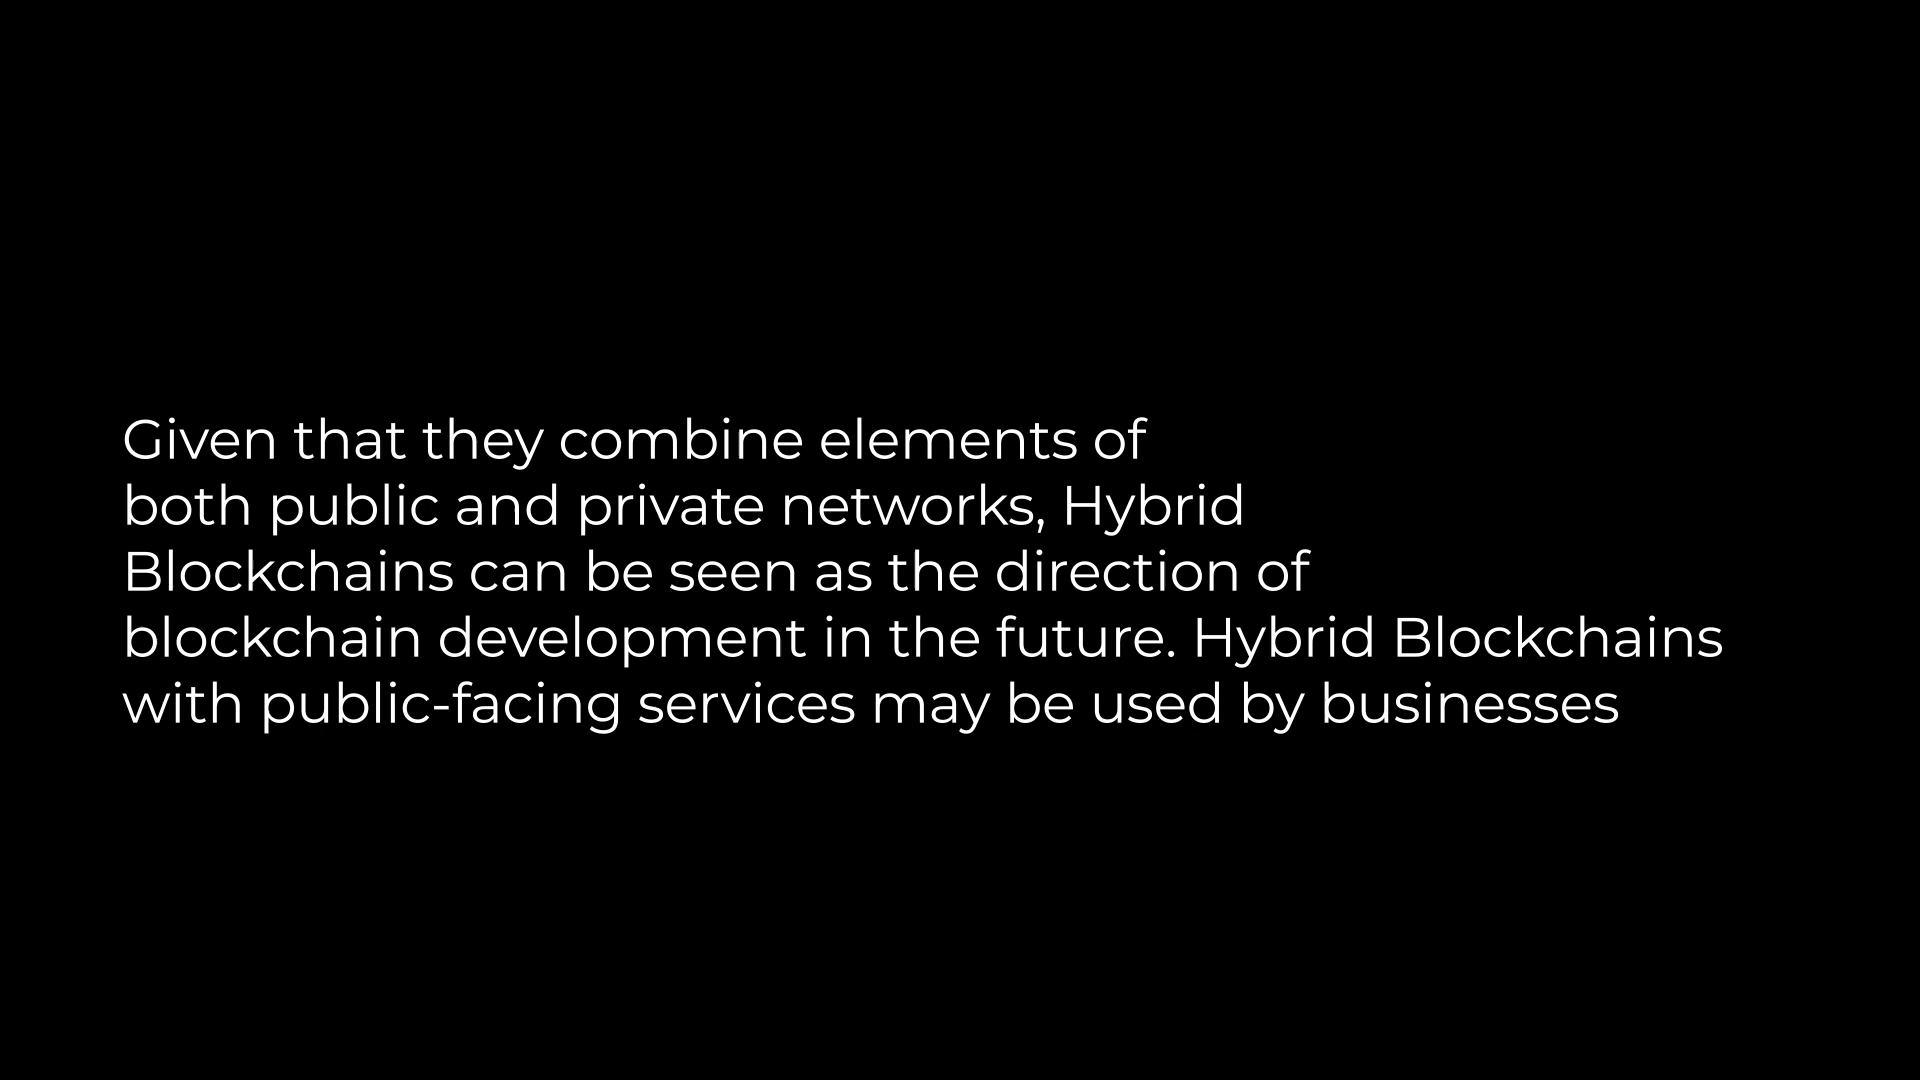 Given that they combine elements of
both public and private networks, Hybrid
Blockchains can be seen as the direction of
blockchain development in the future. Hybrid Blockchains
with public-facing services may be used by businesses